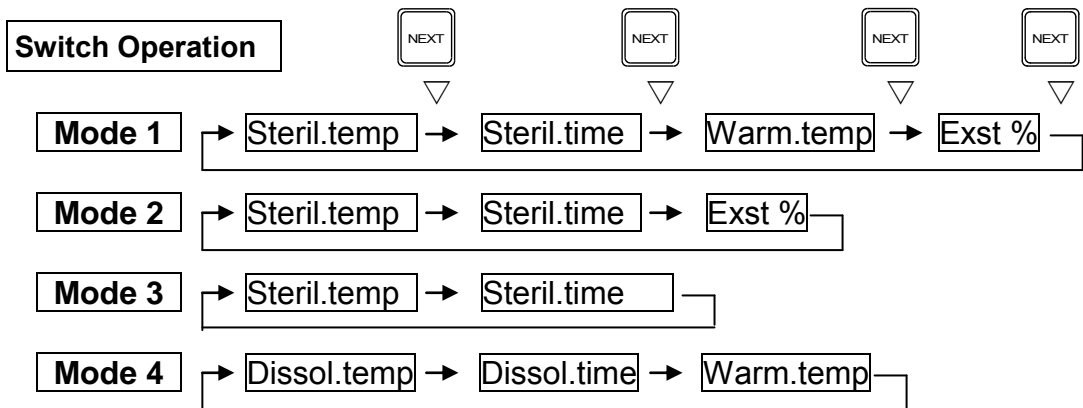 Switch Operation NEXT NEXT NEXT NEXT
Mode 1 Steril.temp Steril.time Warm.temp Exst %
Mode 2 Steril.temp Steril.time Exst %
Mode 3 Steril.temp Steril.time
Mode 4 Dissol.temp Dissol.time Warm.temp